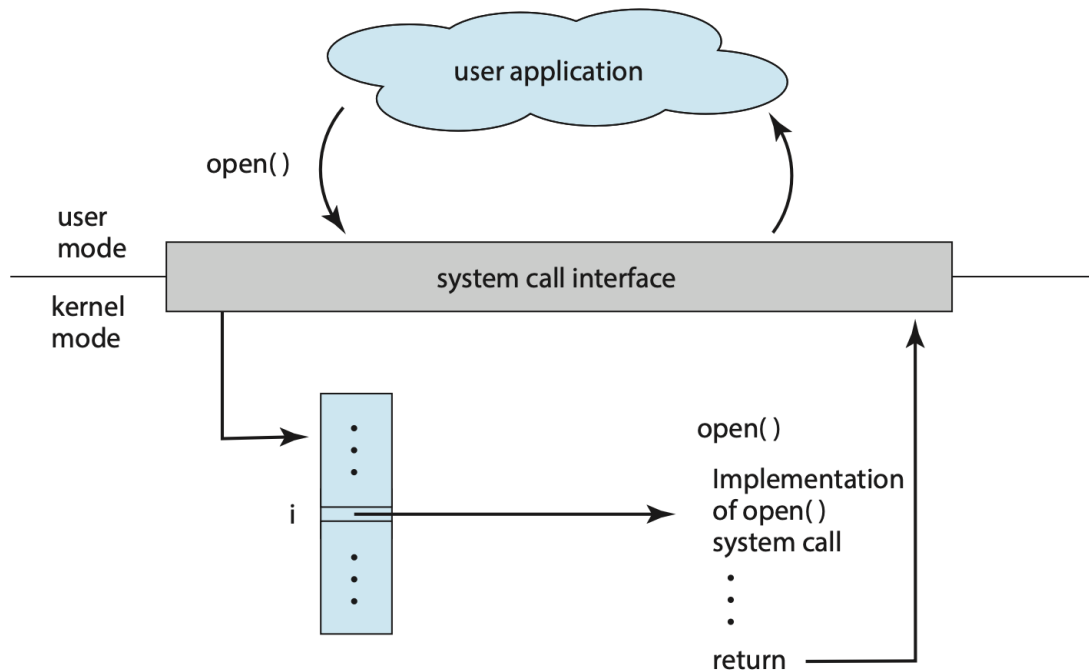 user application
open( )
user
mode
system call interface
kernel
mode
open( )
Implementation
of open( )
system call
i
return